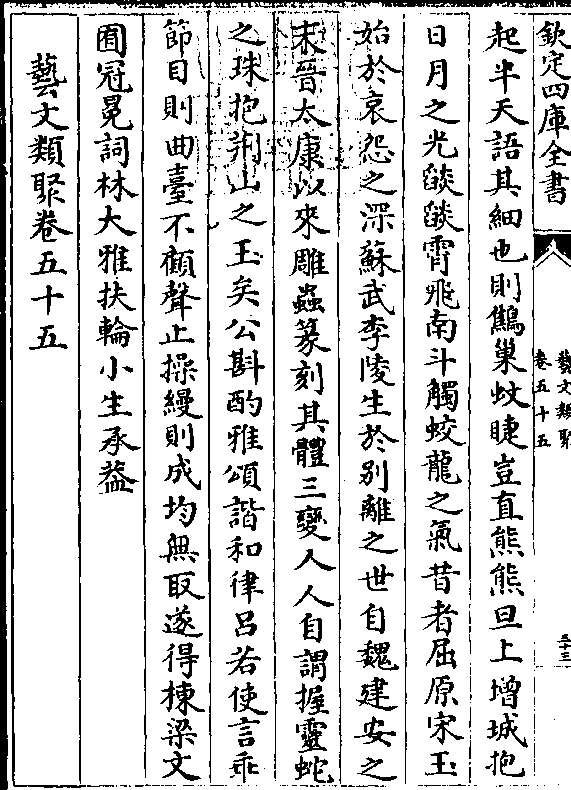 欽定四庫全書
藝文類聚
卷五十五
五十三
起半天語其細也則鷦巢蚊睫豈直熊熊旦上增城抱
日月之光燄燄霄飛南斗觸蛟龍之氣昔者屈原宋玉
始於哀怨之深蘇武李陵生於别離之世自魏建安之
末晉太康以來雕蟲篆刻其體三變人人自謂握靈蛇
之珠抱荆山之玉矣公斟酌雅頌諧和律呂若使言乖
節目則曲臺不顧聲止操縵則成均無取遂得棟梁文
囿冠冕詞林大雅扶輪小生承葢
藝文類聚卷五十五